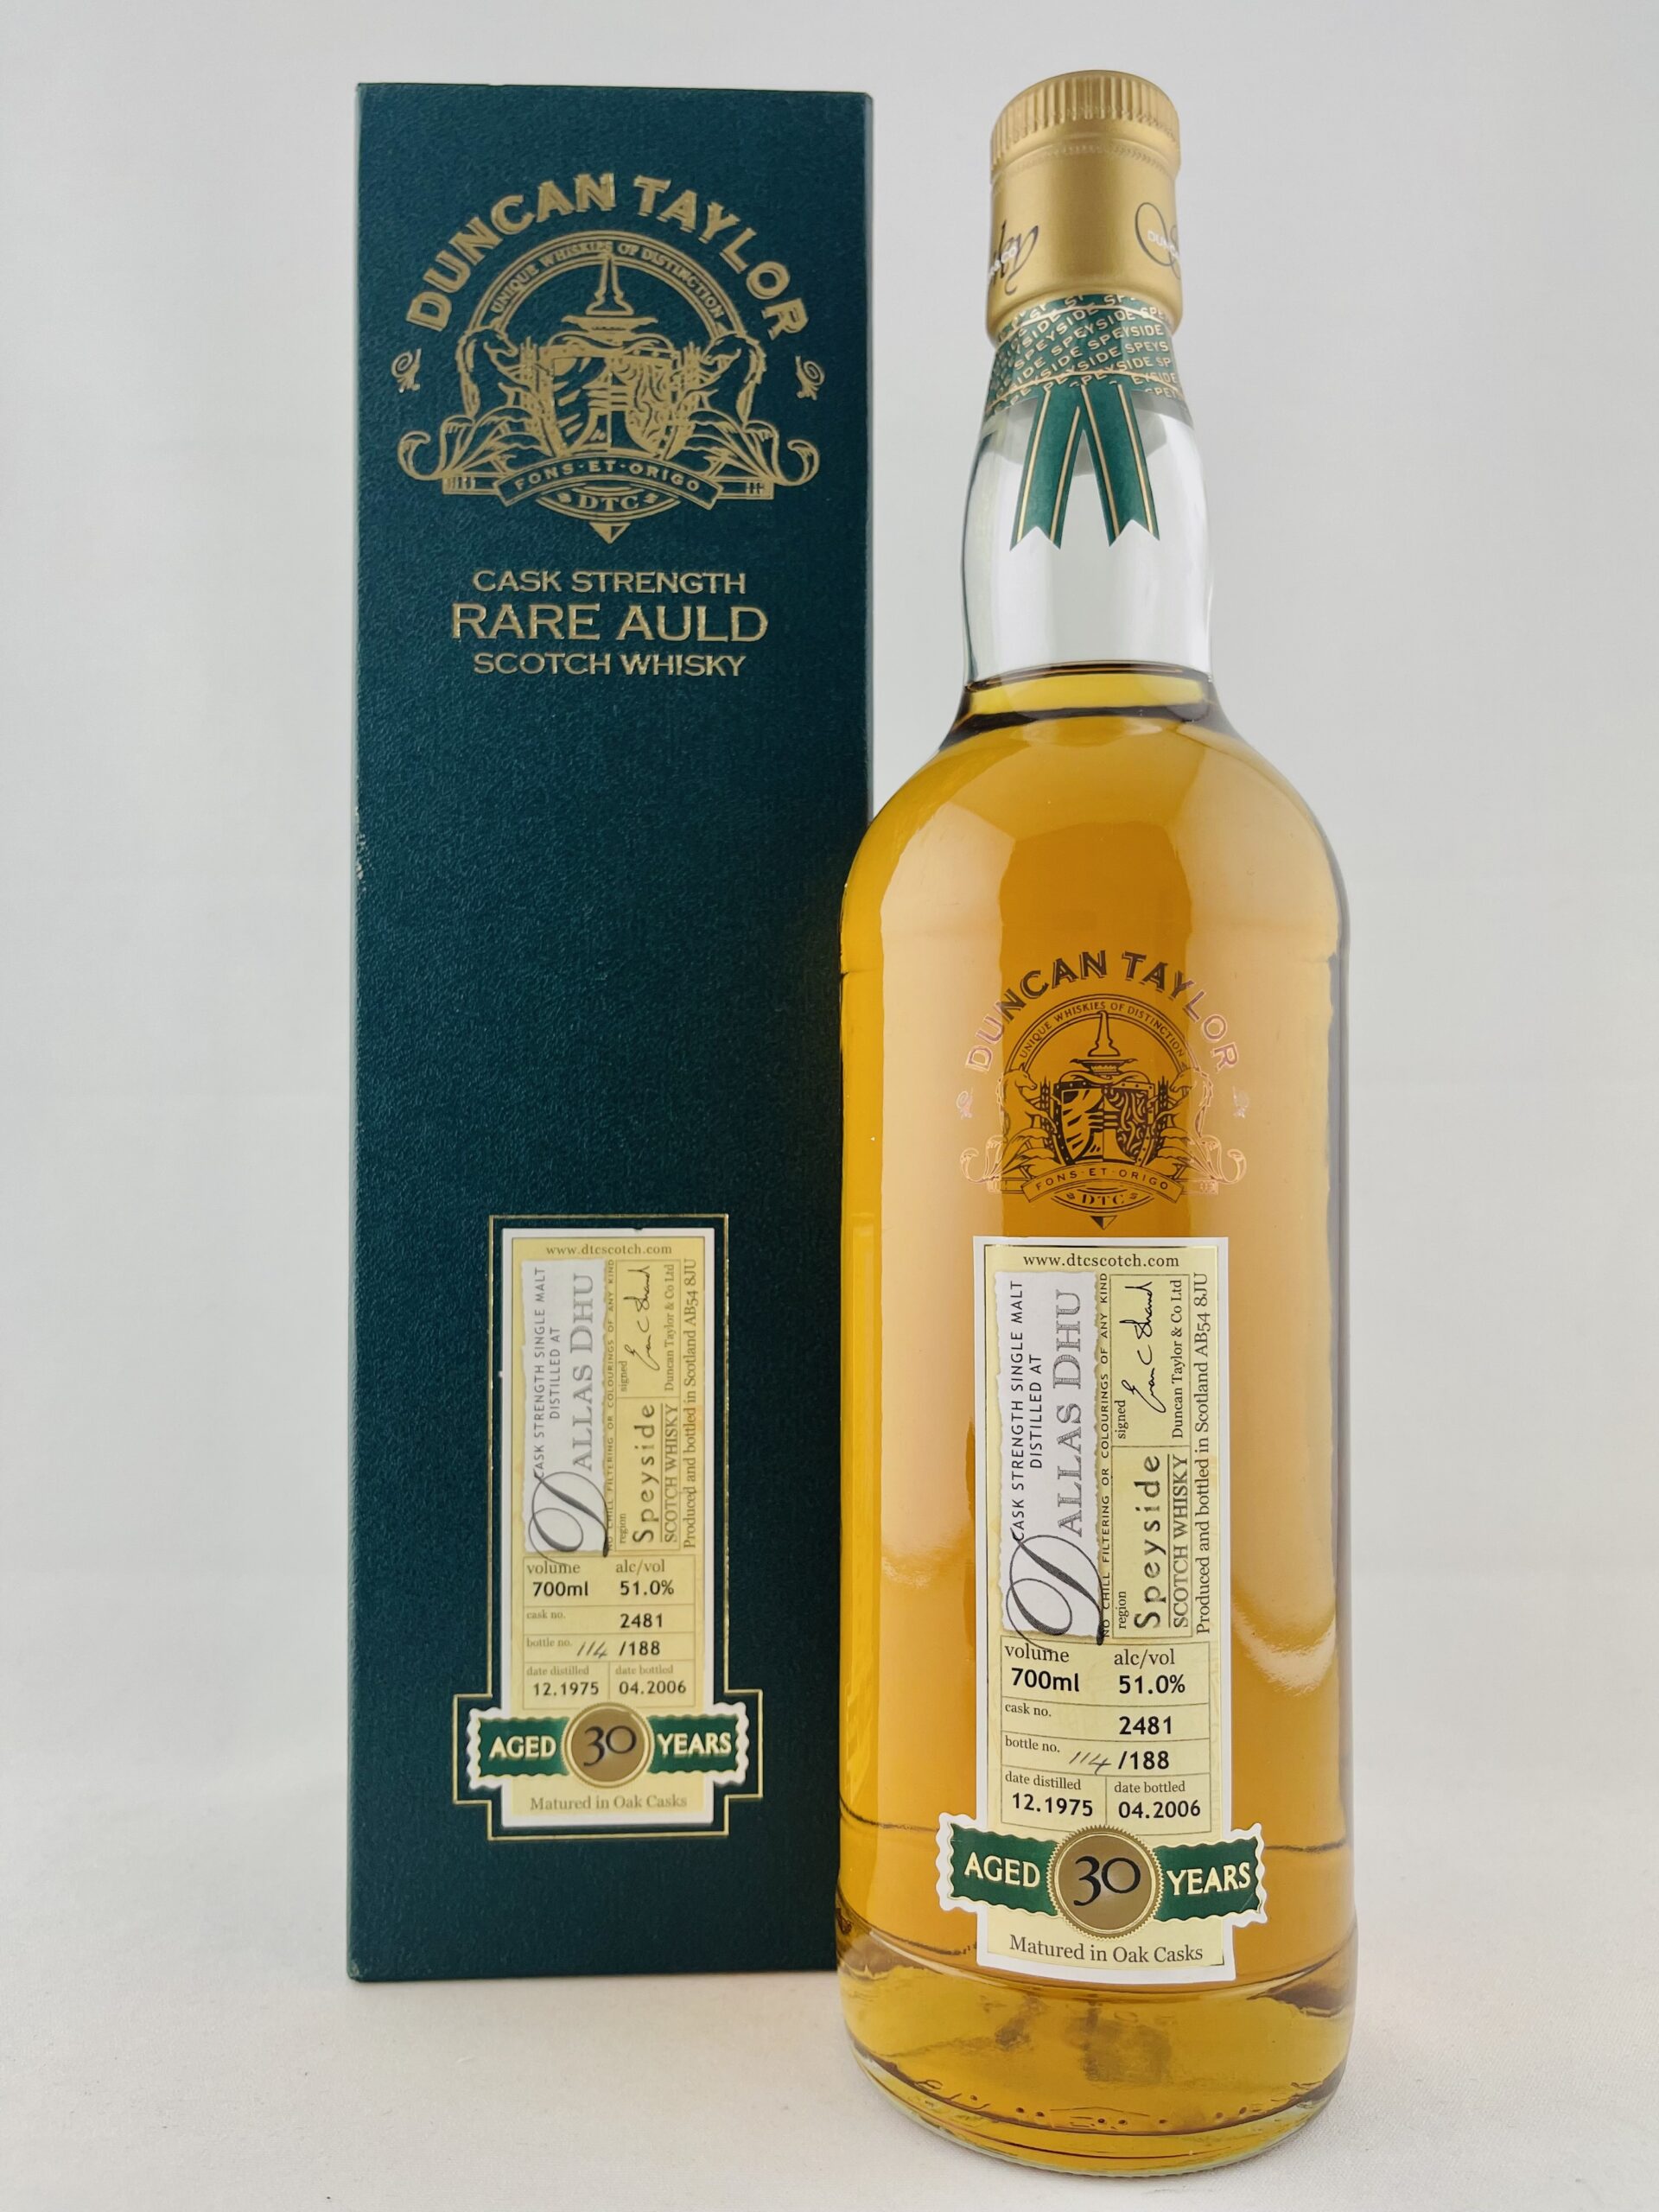 DUNCAN TAYLOR
UNIQUE WHISKIES OF DISTINCTION
FONS·ET·ORIGO
DTC
CASK STRENGTH
RARE AULD
SCOTCH WHISKY
www.dtcscotch.com
CASK STRENGTH SINGLE MALT
DISTILLED AT
DALLAS DHU
NO CHILL FILTERING OR COLOURINGS OF ANY KIND
region
Speyside
SCOTCH WHISKY
signed
Euan C Shand
Duncan Taylor & Co Ltd
Produced and bottled in Scotland AB54 8JU
volume alc/vol
700ml 51.0%
cask no.
2481
bottle no. 114 /188
date distilled date bottled
12.1975 04.2006
AGED 30 YEARS
Matured in Oak Casks
SPEYSIDE SPEYSIDE
DUNCAN TAYLOR
UNIQUE WHISKIES OF DISTINCTION
FONS·ET·ORIGO
DTC
www.dtcscotch.com
CASK STRENGTH SINGLE MALT
DISTILLED AT
DALLAS DHU
NO CHILL FILTERING OR COLOURINGS OF ANY KIND
region
Speyside
SCOTCH WHISKY
signed
Euan C Shand
Duncan Taylor & Co Ltd
Produced and bottled in Scotland AB54 8JU
volume alc/vol
700ml 51.0%
cask no.
2481
bottle no. 114 /188
date distilled date bottled
12.1975 04.2006
AGED 30 YEARS
Matured in Oak Casks